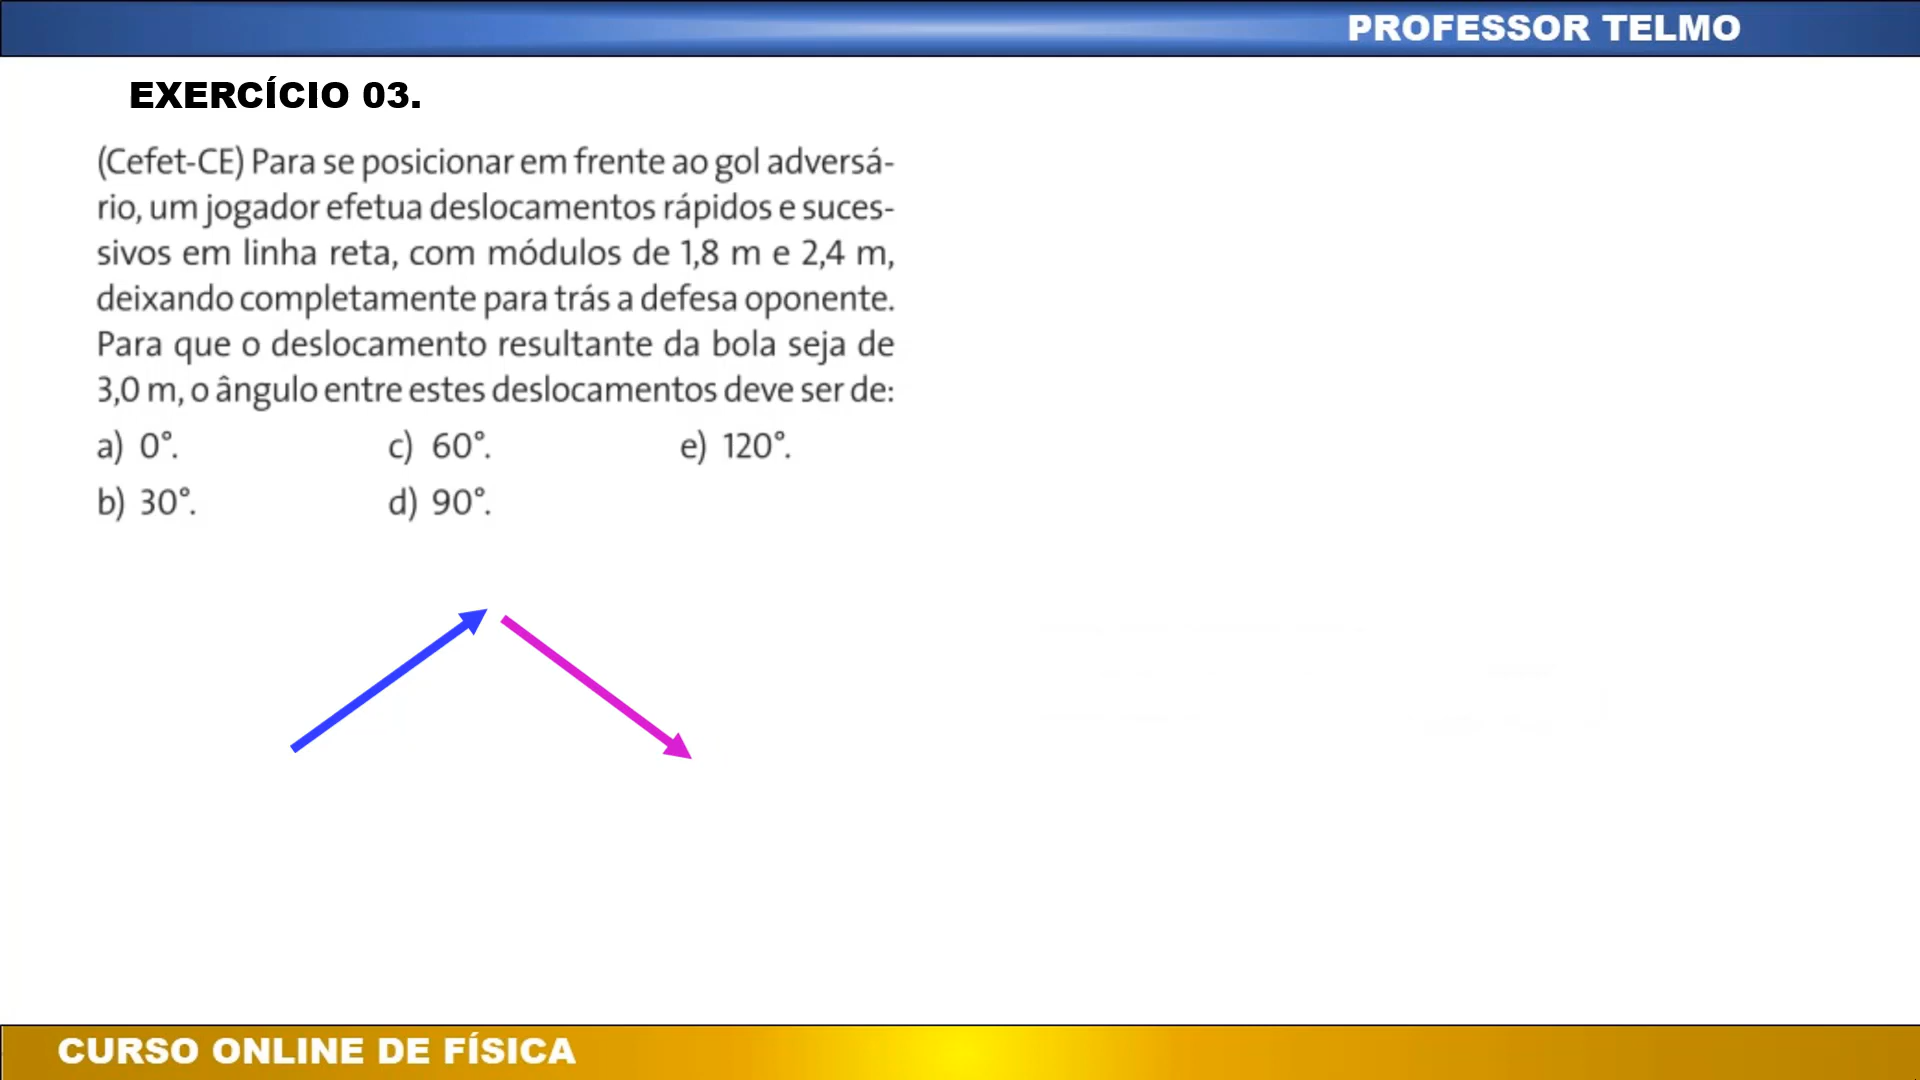 PROFESSOR TELMO
EXERCÍCIO 03.
(Cefet-CE) Para se posicionar em frente ao gol adversá-
rio, um jogador efetua deslocamentos rápidos e suces-
sivos em linha reta, com módulos de 1,8 m e 2,4 m,
deixando completamente para trás a defesa oponente.
Para que o deslocamento resultante da bola seja de
3,0 m, o ângulo entre estes deslocamentos deve ser de:
a) 0°. c) 60°. e) 120°.
b) 30°. d) 90°.
CURSO ONLINE DE FÍSICA